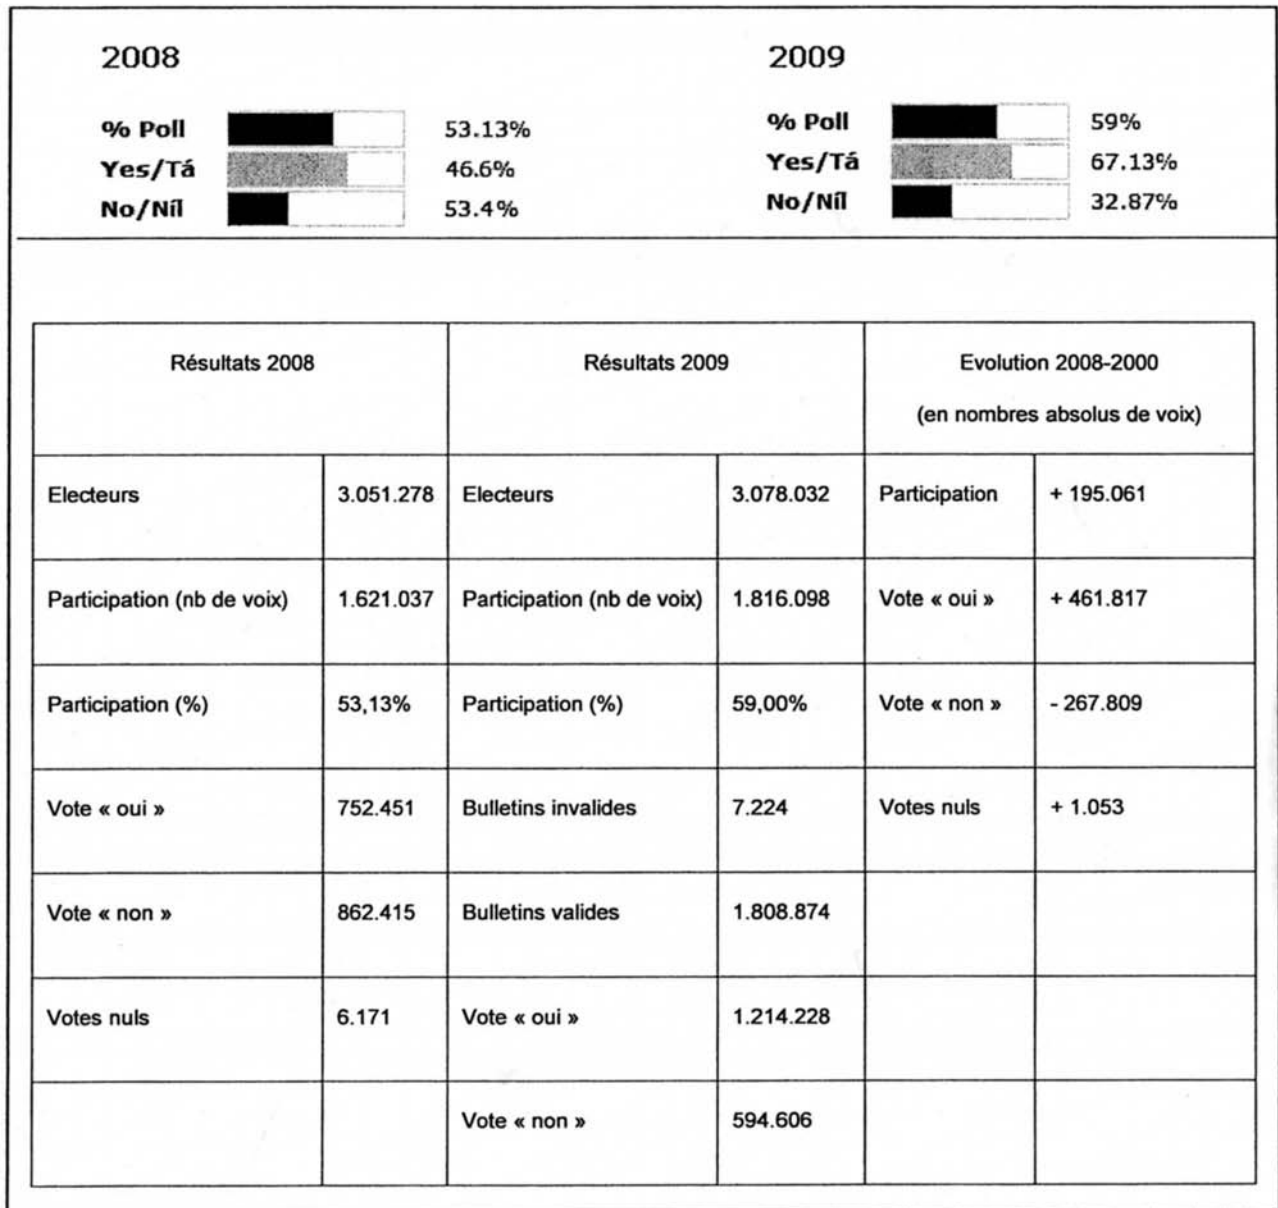 2008 2009
% Poll 53.13% % Poll 59%
Yes/Tá 46.6% Yes/Tá 67.13%
No/Níl 53.4% No/Níl 32.87%
Résultats 2008 Résultats 2009 Evolution 2008-2000
(en nombres absolus de voix)
Electeurs 3.051.278 Electeurs 3.078.032 Participation + 195.061
Participation (nb de voix) 1.621.037 Participation (nb de voix) 1.816.098 Vote « oui » + 461.817
Participation (%) 53,13% Participation (%) 59,00% Vote « non » - 267.809
Vote « oui » 752.451 Bulletins invalides 7.224 Votes nuls + 1.053
Vote « non » 862.415 Bulletins valides 1.808.874
Votes nuls 6.171 Vote « oui » 1.214.228
Vote « non » 594.606